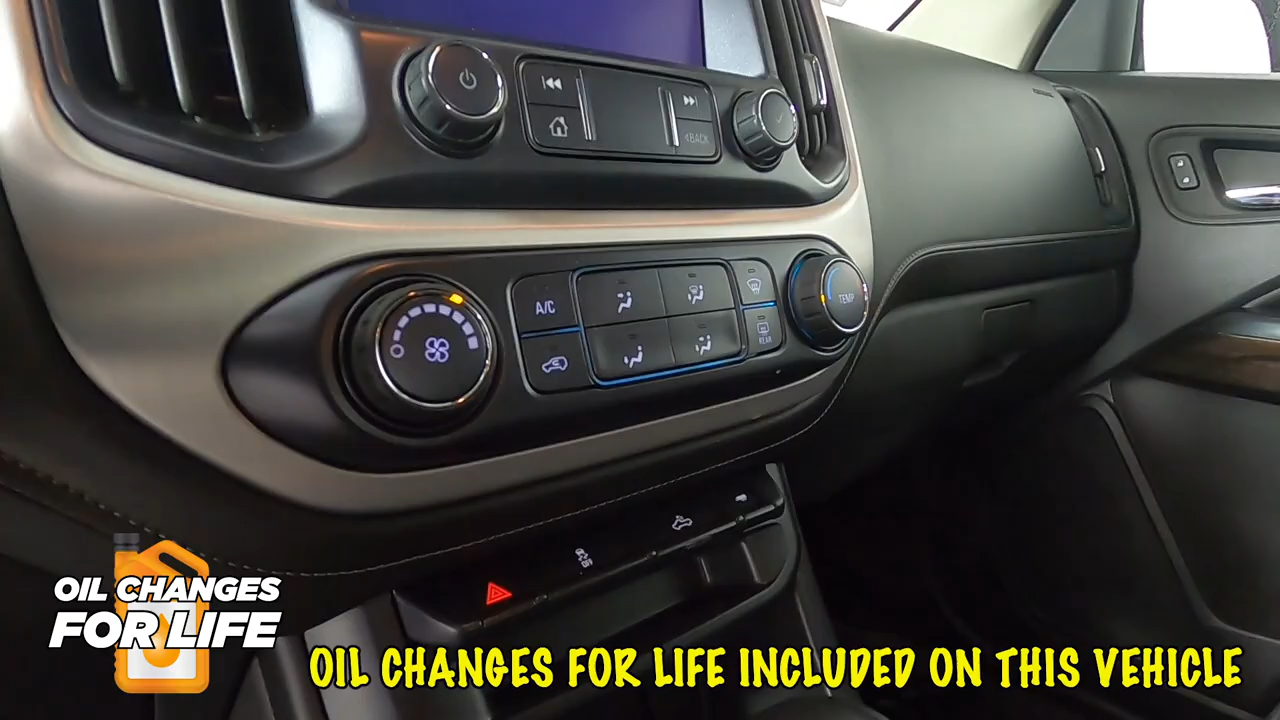 BACK
A/C
REAR
TEMP
OIL CHANGES
FOR LIFE
OIL CHANGES FOR LIFE INCLUDED ON THIS VEHICLE